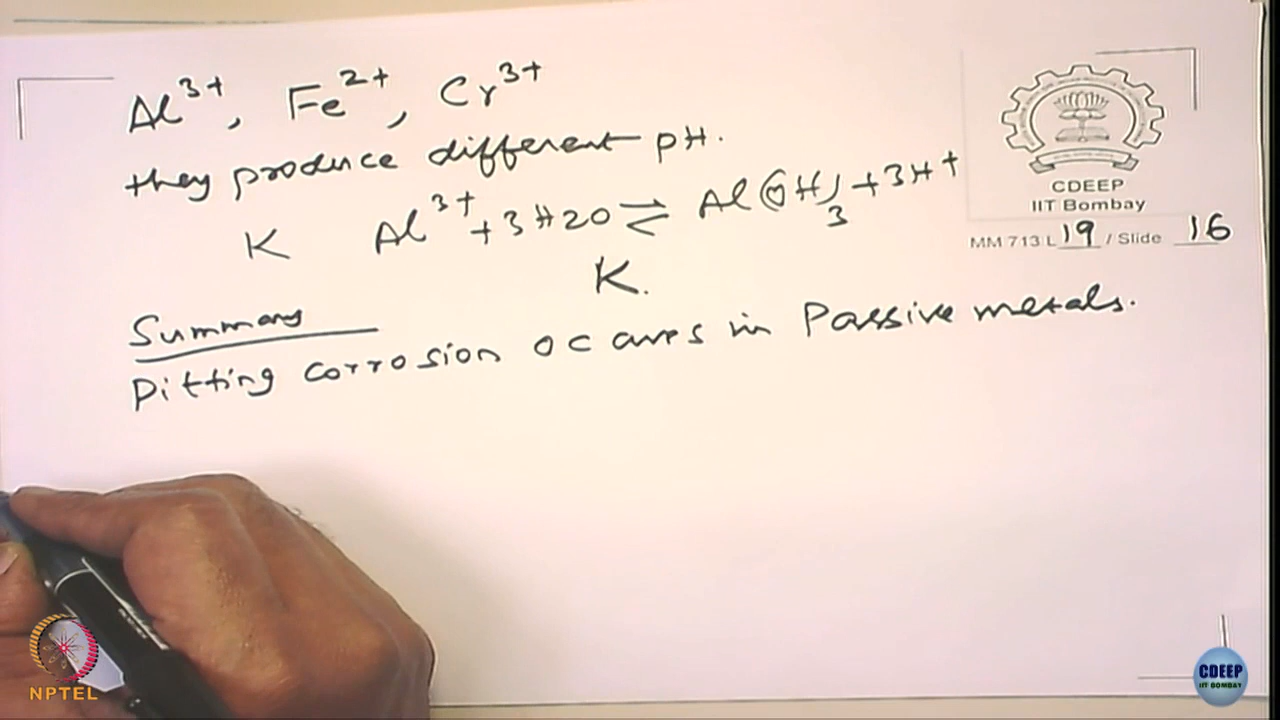 Al³⁺, Fe²⁺, Cr³⁺
they produce different pH.
K Al³⁺ + 3H2O ⇌ Al(OH)₃ + 3H⁺
K.
Summary
Pitting corrosion occures in Passive metals.
CDEEP
IIT Bombay
MM 713 L 19 / Slide 16
NPTEL
CDEEP
IIT BOMBAY